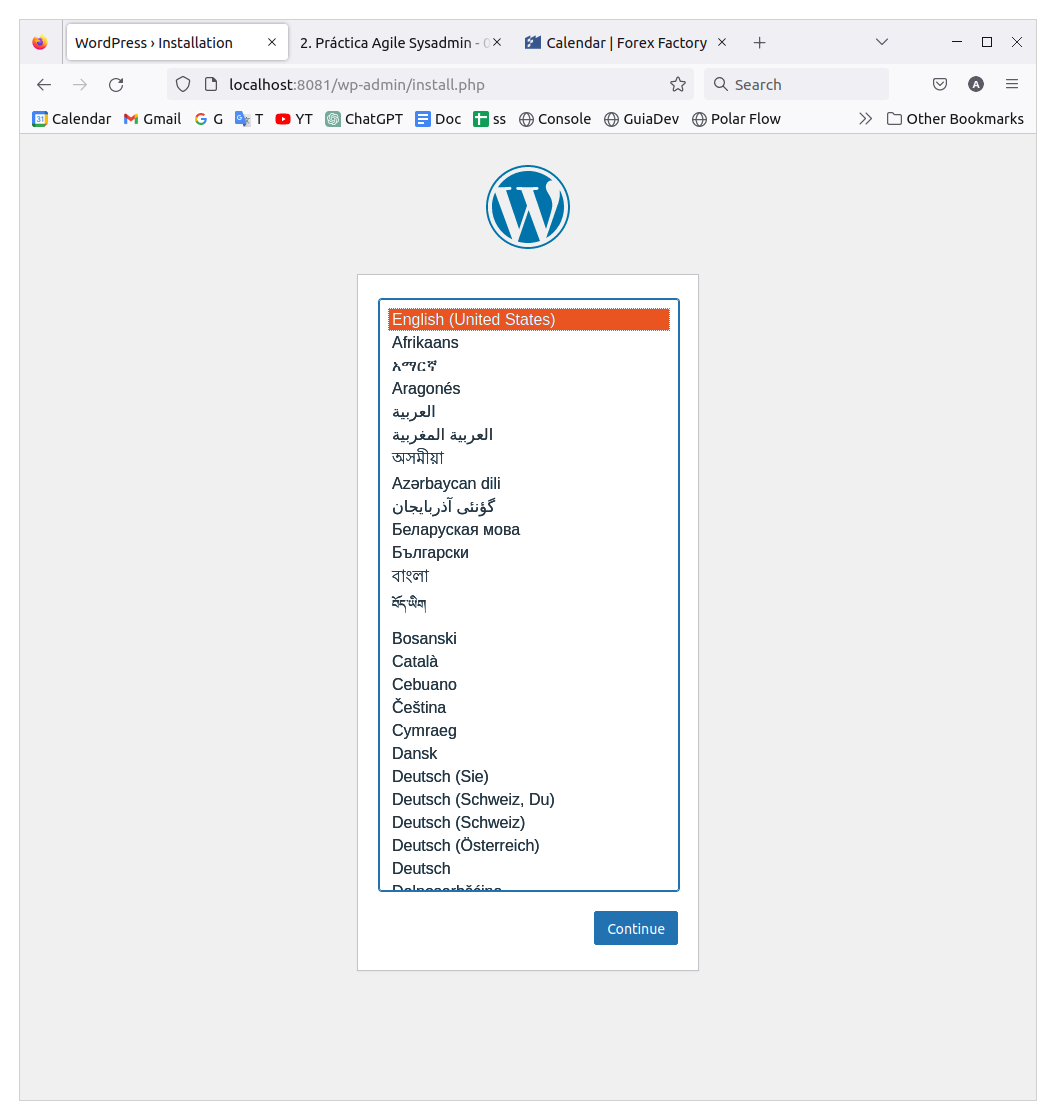 WordPress › Installation
2. Práctica Agile Sysadmin -
Calendar | Forex Factory
localhost:8081/wp-admin/install.php
Search
A
Calendar
Gmail
G
T
YT
ChatGPT
Doc
ss
Console
GuiaDev
Polar Flow
Other Bookmarks
English (United States)
Afrikaans
አማርኛ
Aragonés
العربية
العربية المغربية
অসমীয়া
Azərbaycan dili
گؤنئی آذربایجان
Беларуская мова
Български
বাংলা
བོད་ཡིག
Bosanski
Català
Cebuano
Čeština
Cymraeg
Dansk
Deutsch (Sie)
Deutsch (Schweiz, Du)
Deutsch (Schweiz)
Deutsch (Österreich)
Deutsch
Continue